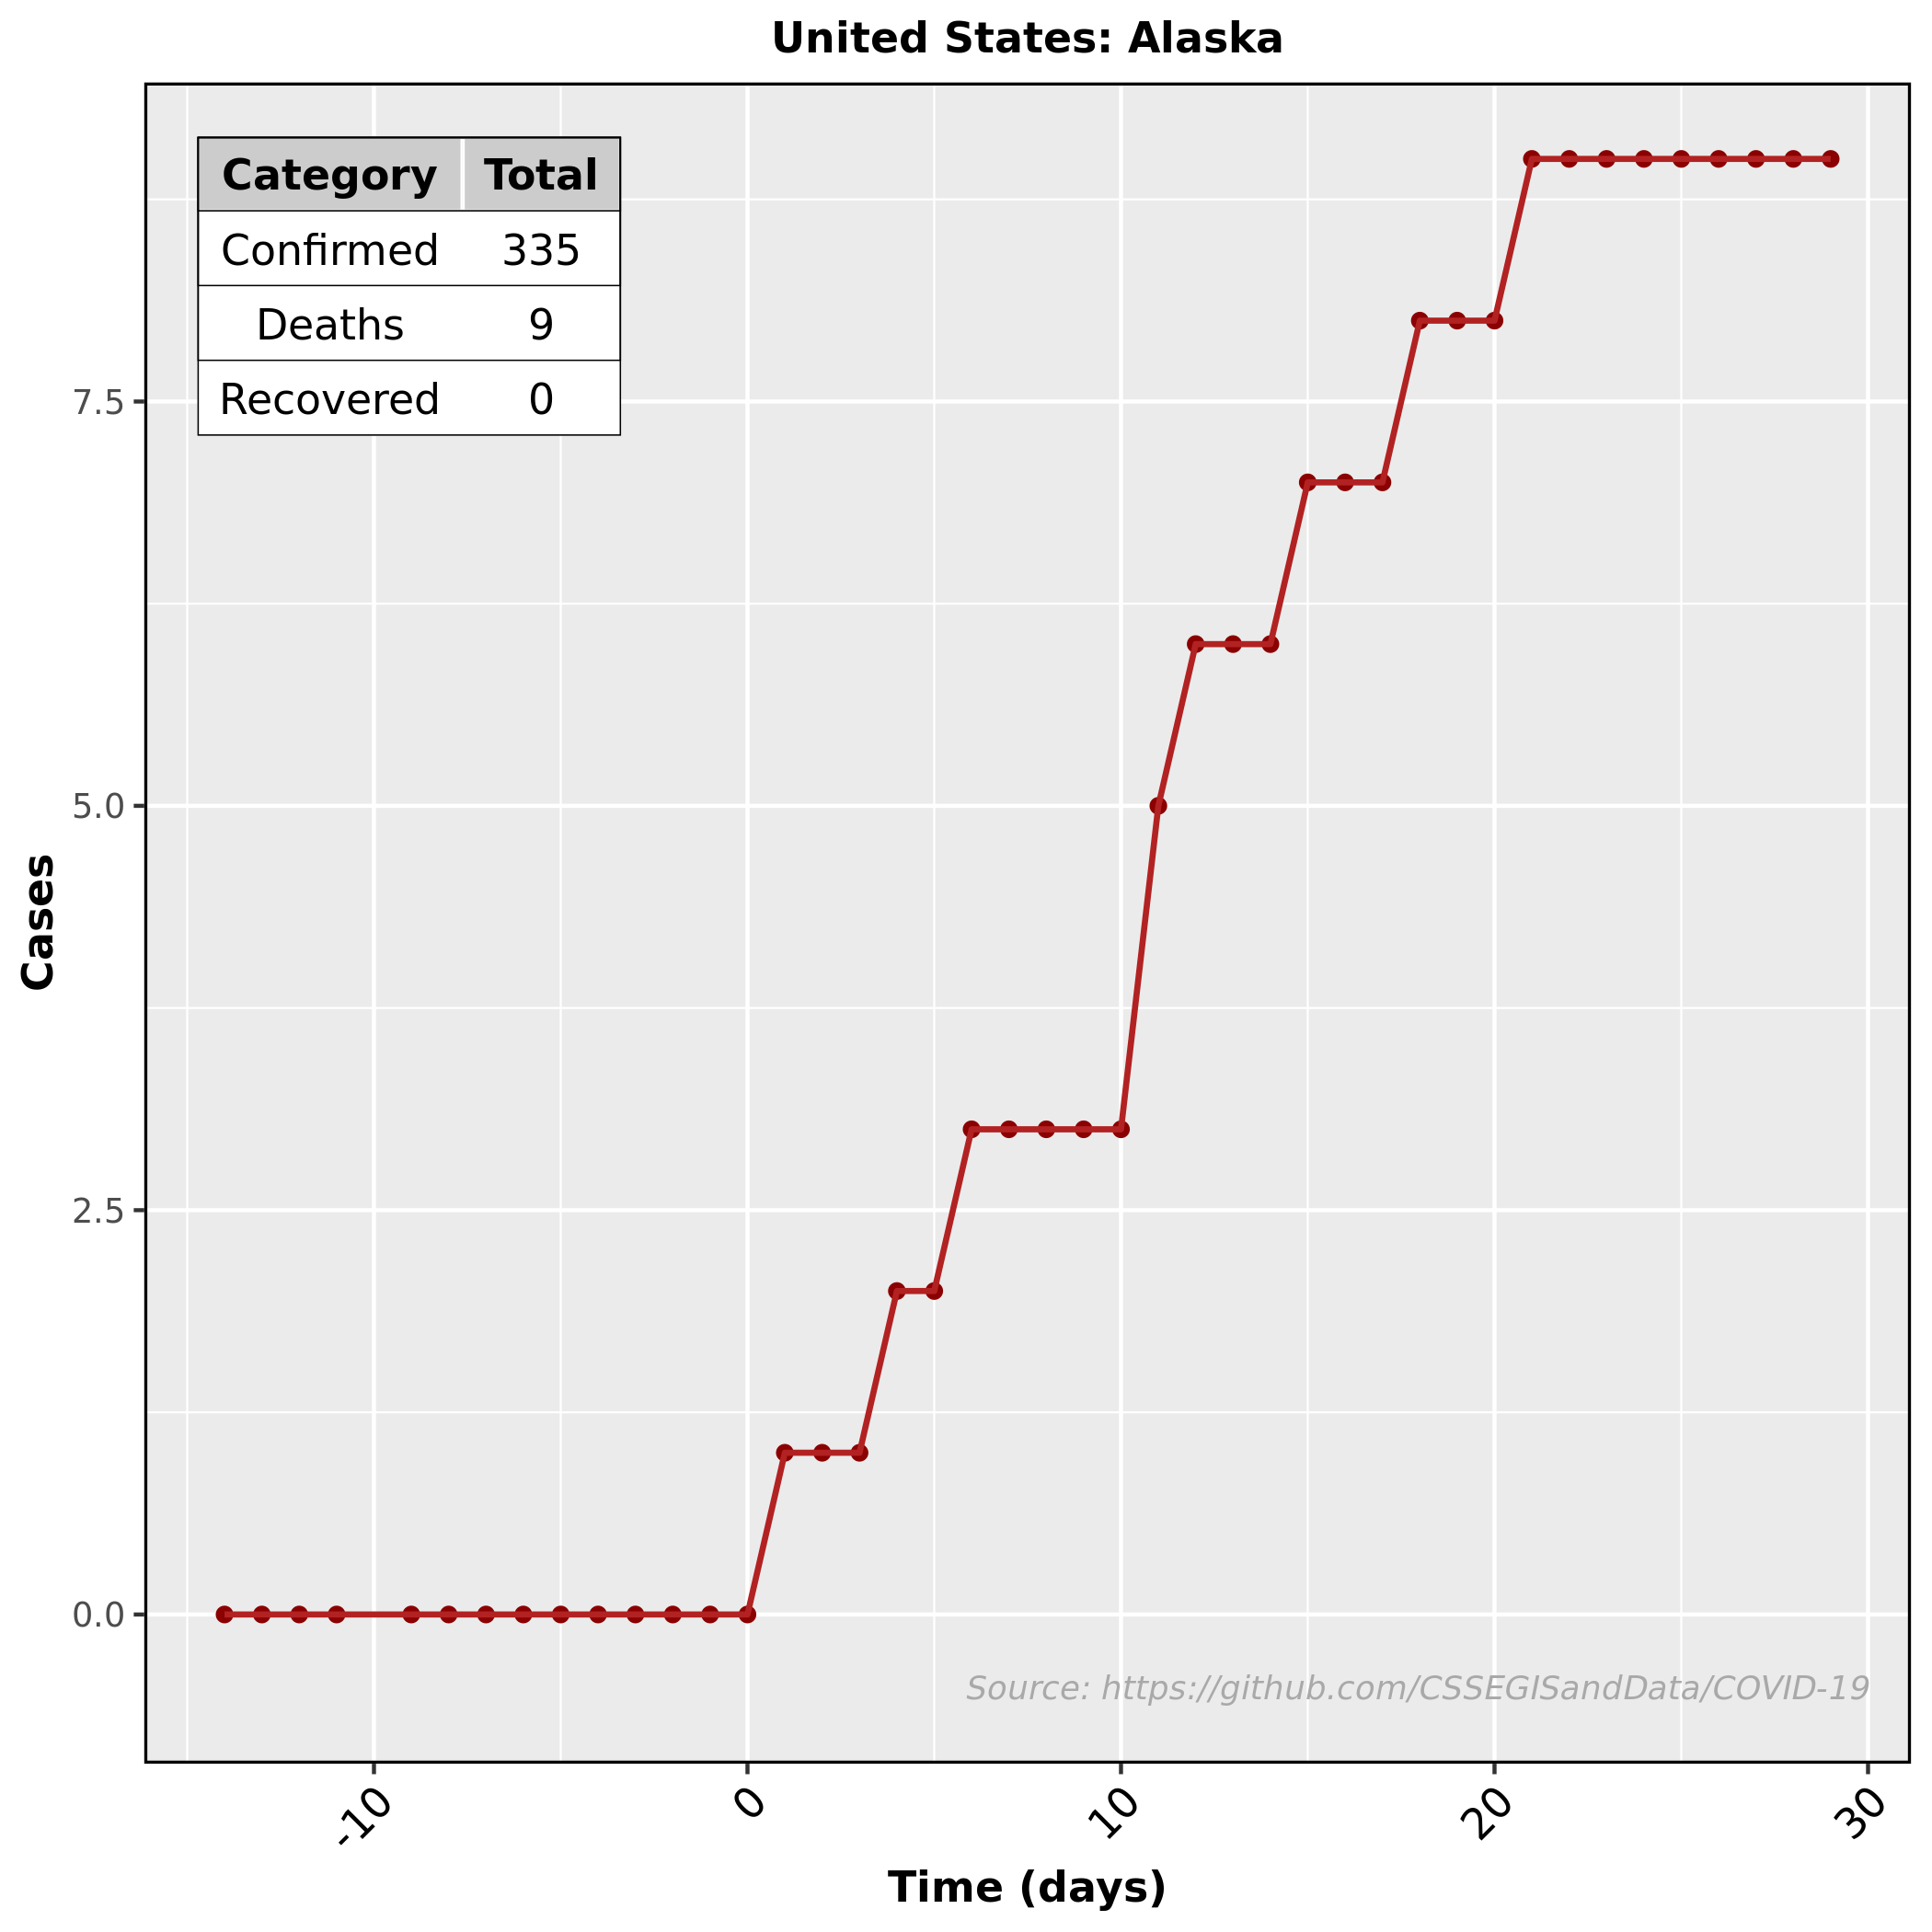 United States: Alaska
Category Total
Confirmed 335
Deaths 9
Recovered 0
7.5
5.0
2.5
0.0
Cases
Source: https://github.com/CSSEGISandData/COVID-19
-10 0 10 20 30
Time (days)